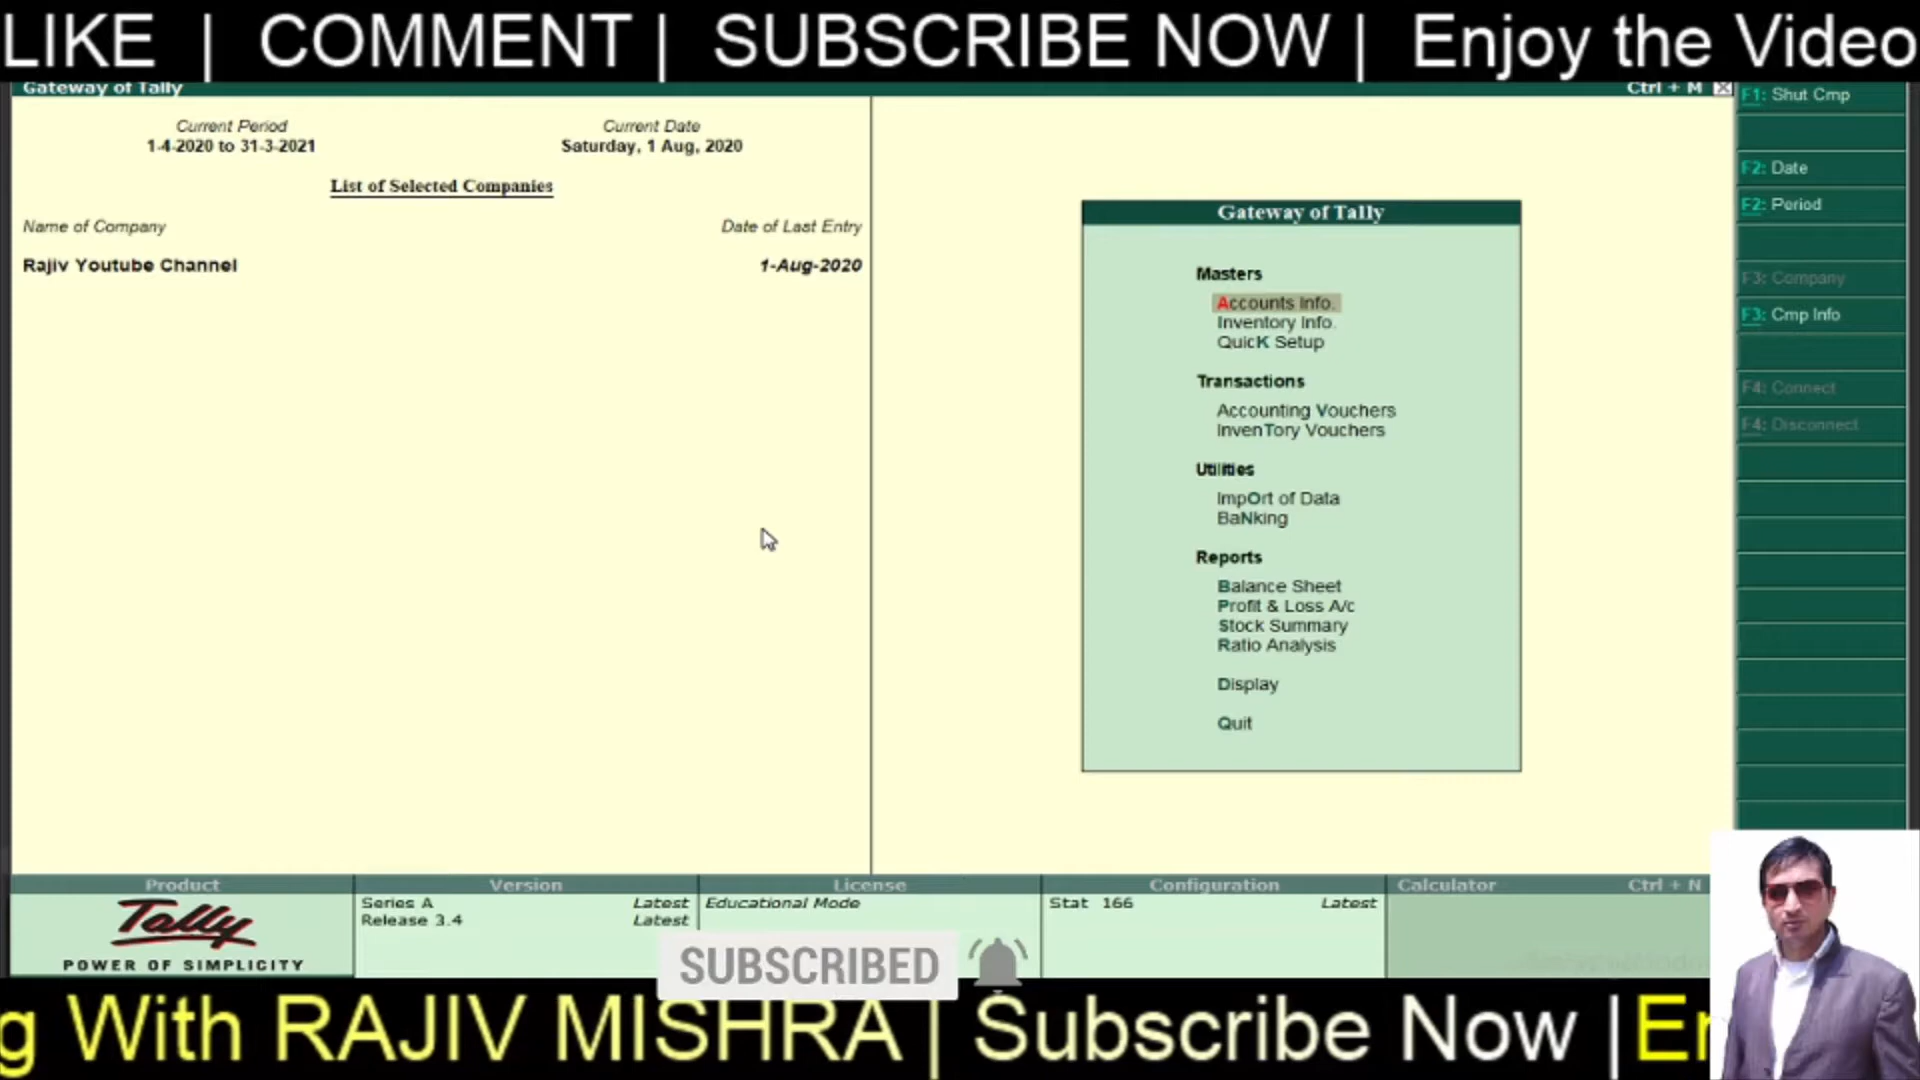 LIKE | COMMENT | SUBSCRIBE NOW | Enjoy the Video
Gateway of Tally Ctrl + M
Current Period Current Date
1-4-2020 to 31-3-2021 Saturday, 1 Aug, 2020
List of Selected Companies
Name of Company Date of Last Entry
Rajiv Youtube Channel 1-Aug-2020
Gateway of Tally
Masters
Accounts Info.
Inventory Info.
QuicK Setup
Transactions
Accounting Vouchers
InvenTory Vouchers
Utilities
ImpOrt of Data
BaNking
Reports
Balance Sheet
Profit & Loss A/c
Stock Summary
Ratio Analysis
Display
Quit
F1: Shut Cmp
F2: Date
F2: Period
F3: Company
F3: Cmp Info
F4: Connect
F4: Disconnect
Product
Tally
POWER OF SIMPLICITY
Version
Series A Latest
Release 3.4 Latest
License
Educational Mode
Configuration
Stat 166 Latest
Calculator Ctrl + N
SUBSCRIBED
g With RAJIV MISHRA | Subscribe Now | En